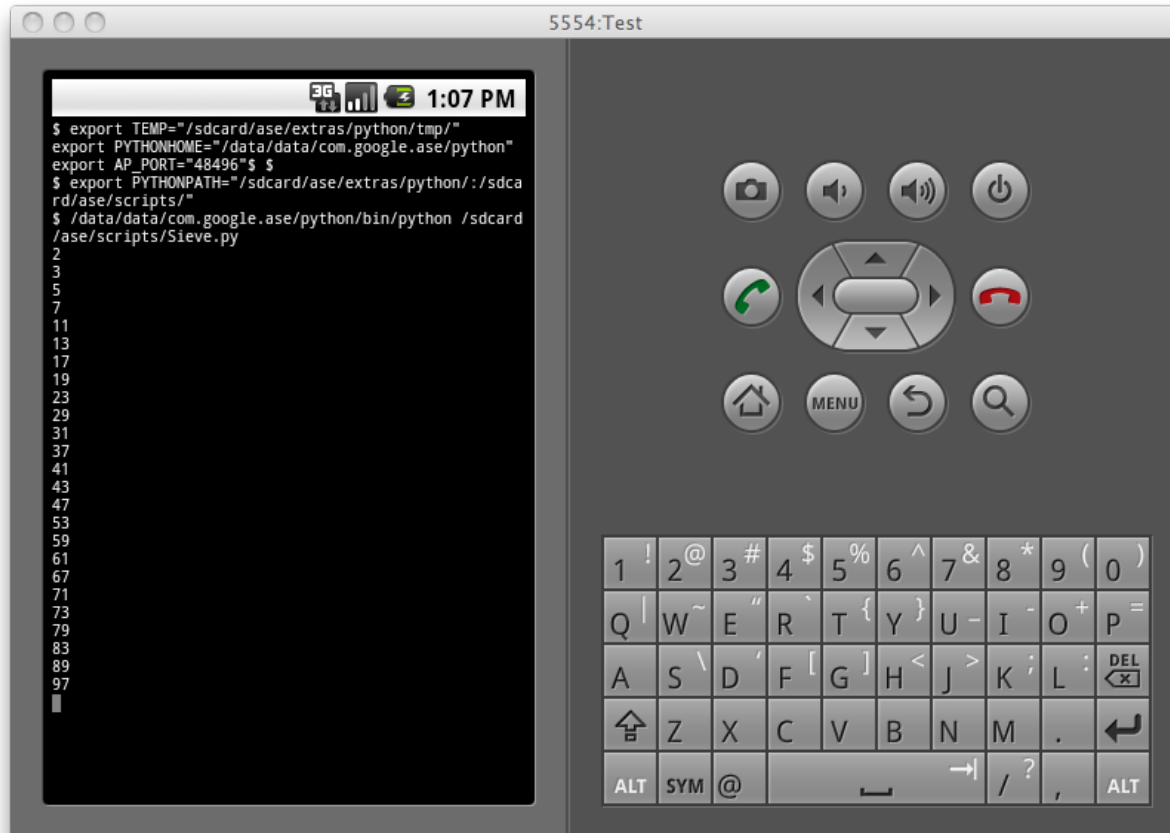 5554:Test
3G 1:07 PM
$ export TEMP="/sdcard/ase/extras/python/tmp/"
export PYTHONHOME="/data/data/com.google.ase/python"
export AP_PORT="48496"$ $
$ export PYTHONPATH="/sdcard/ase/extras/python/:/sdca
rd/ase/scripts/"
$ /data/data/com.google.ase/python/bin/python /sdcard
/ase/scripts/Sieve.py
2
3
5
7
11
13
17
19
23
29
31
37
41
43
47
53
59
61
67
71
73
79
83
89
97
MENU
1 ! 2 @ 3 # 4 $ 5 % 6 ^ 7 & 8 * 9 ( 0 )
Q | W ~ E " R ` T { Y } U _ I - O + P =
A S \ D ' F [ G ] H < J > K ; L : DEL
Z X C V B N M .
ALT SYM @ / ? , ALT